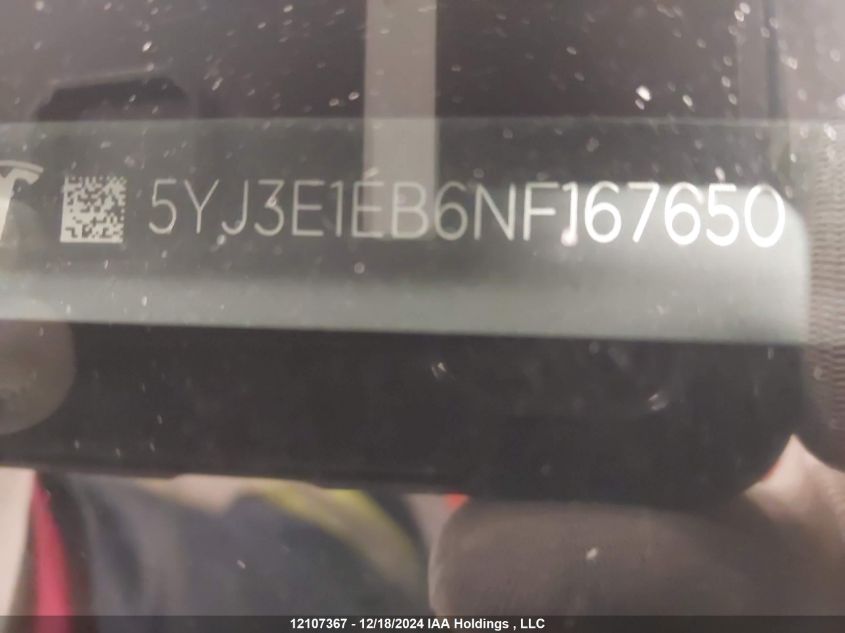 5YJ3E1EB6NF167650
12107367 - 12/18/2024 IAA Holdings , LLC